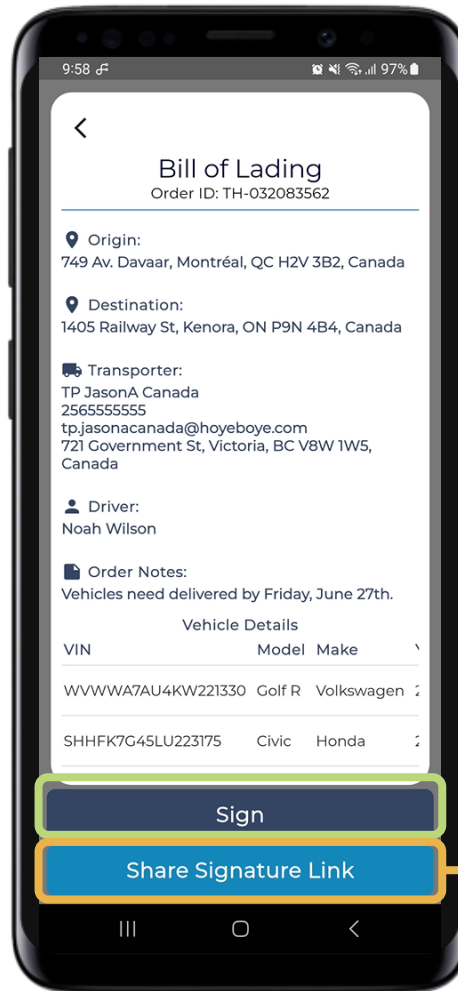 9:58
97%
Bill of Lading
Order ID: TH-032083562
Origin:
749 Av. Davaar, Montréal, QC H2V 3B2, Canada
Destination:
1405 Railway St, Kenora, ON P9N 4B4, Canada
Transporter:
TP JasonA Canada
2565555555
tp.jasonacanada@hoyeboye.com
721 Government St, Victoria, BC V8W 1W5,
Canada
Driver:
Noah Wilson
Order Notes:
Vehicles need delivered by Friday, June 27th.
Vehicle Details
VIN Model Make
WVWWA7AU4KW221330 Golf R Volkswagen
SHHFK7G45LU223175 Civic Honda
Sign
Share Signature Link